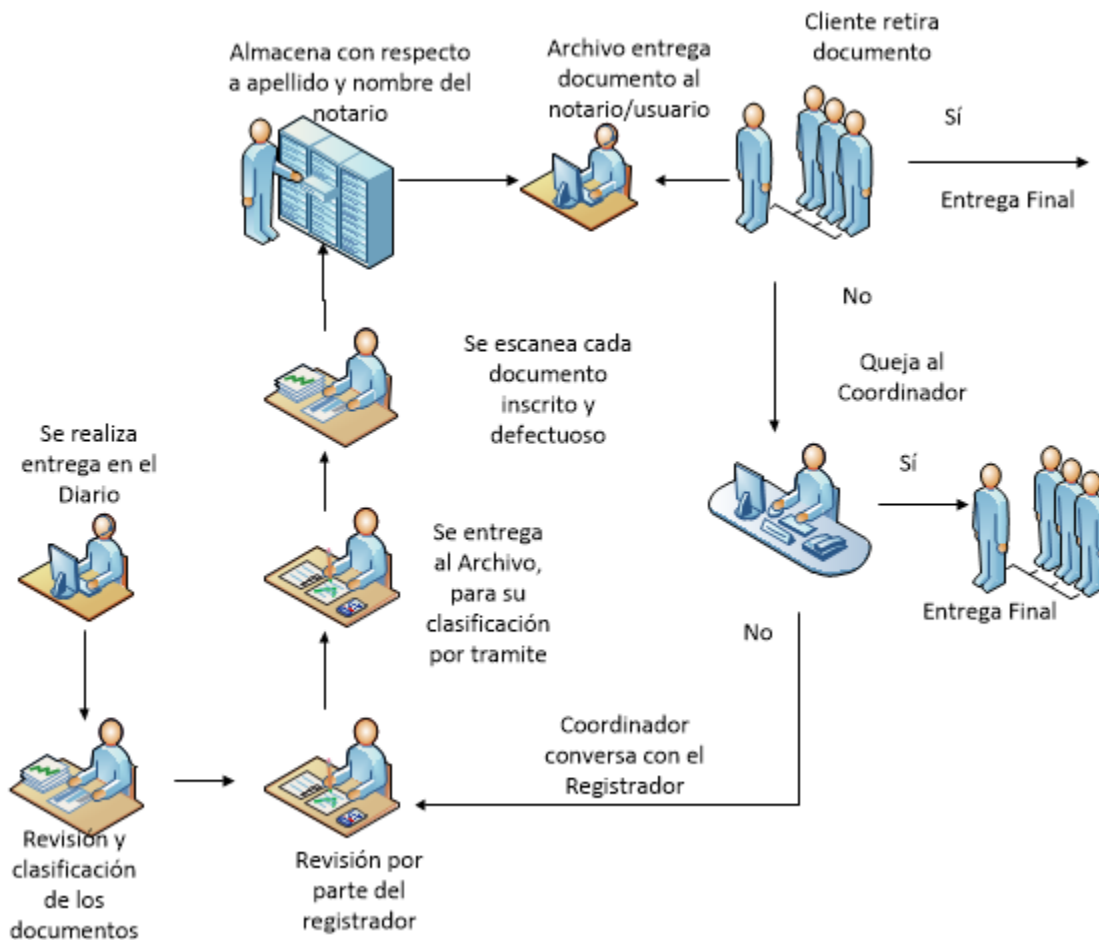 Almacena con respecto
a apellido y nombre del
notario
Archivo entrega
documento al
notario/usuario
Cliente retira
documento
Sí
Entrega Final
No
Se escanea cada
documento
inscrito y
defectuoso
Queja al
Coordinador
Se realiza
entrega en el
Diario
Sí
Se entrega
al Archivo,
para su
clasificación
por tramite
Entrega Final
No
Coordinador
conversa con el
Registrador
Revisión y
clasificación
de los
documentos
Revisión por
parte del
registrador